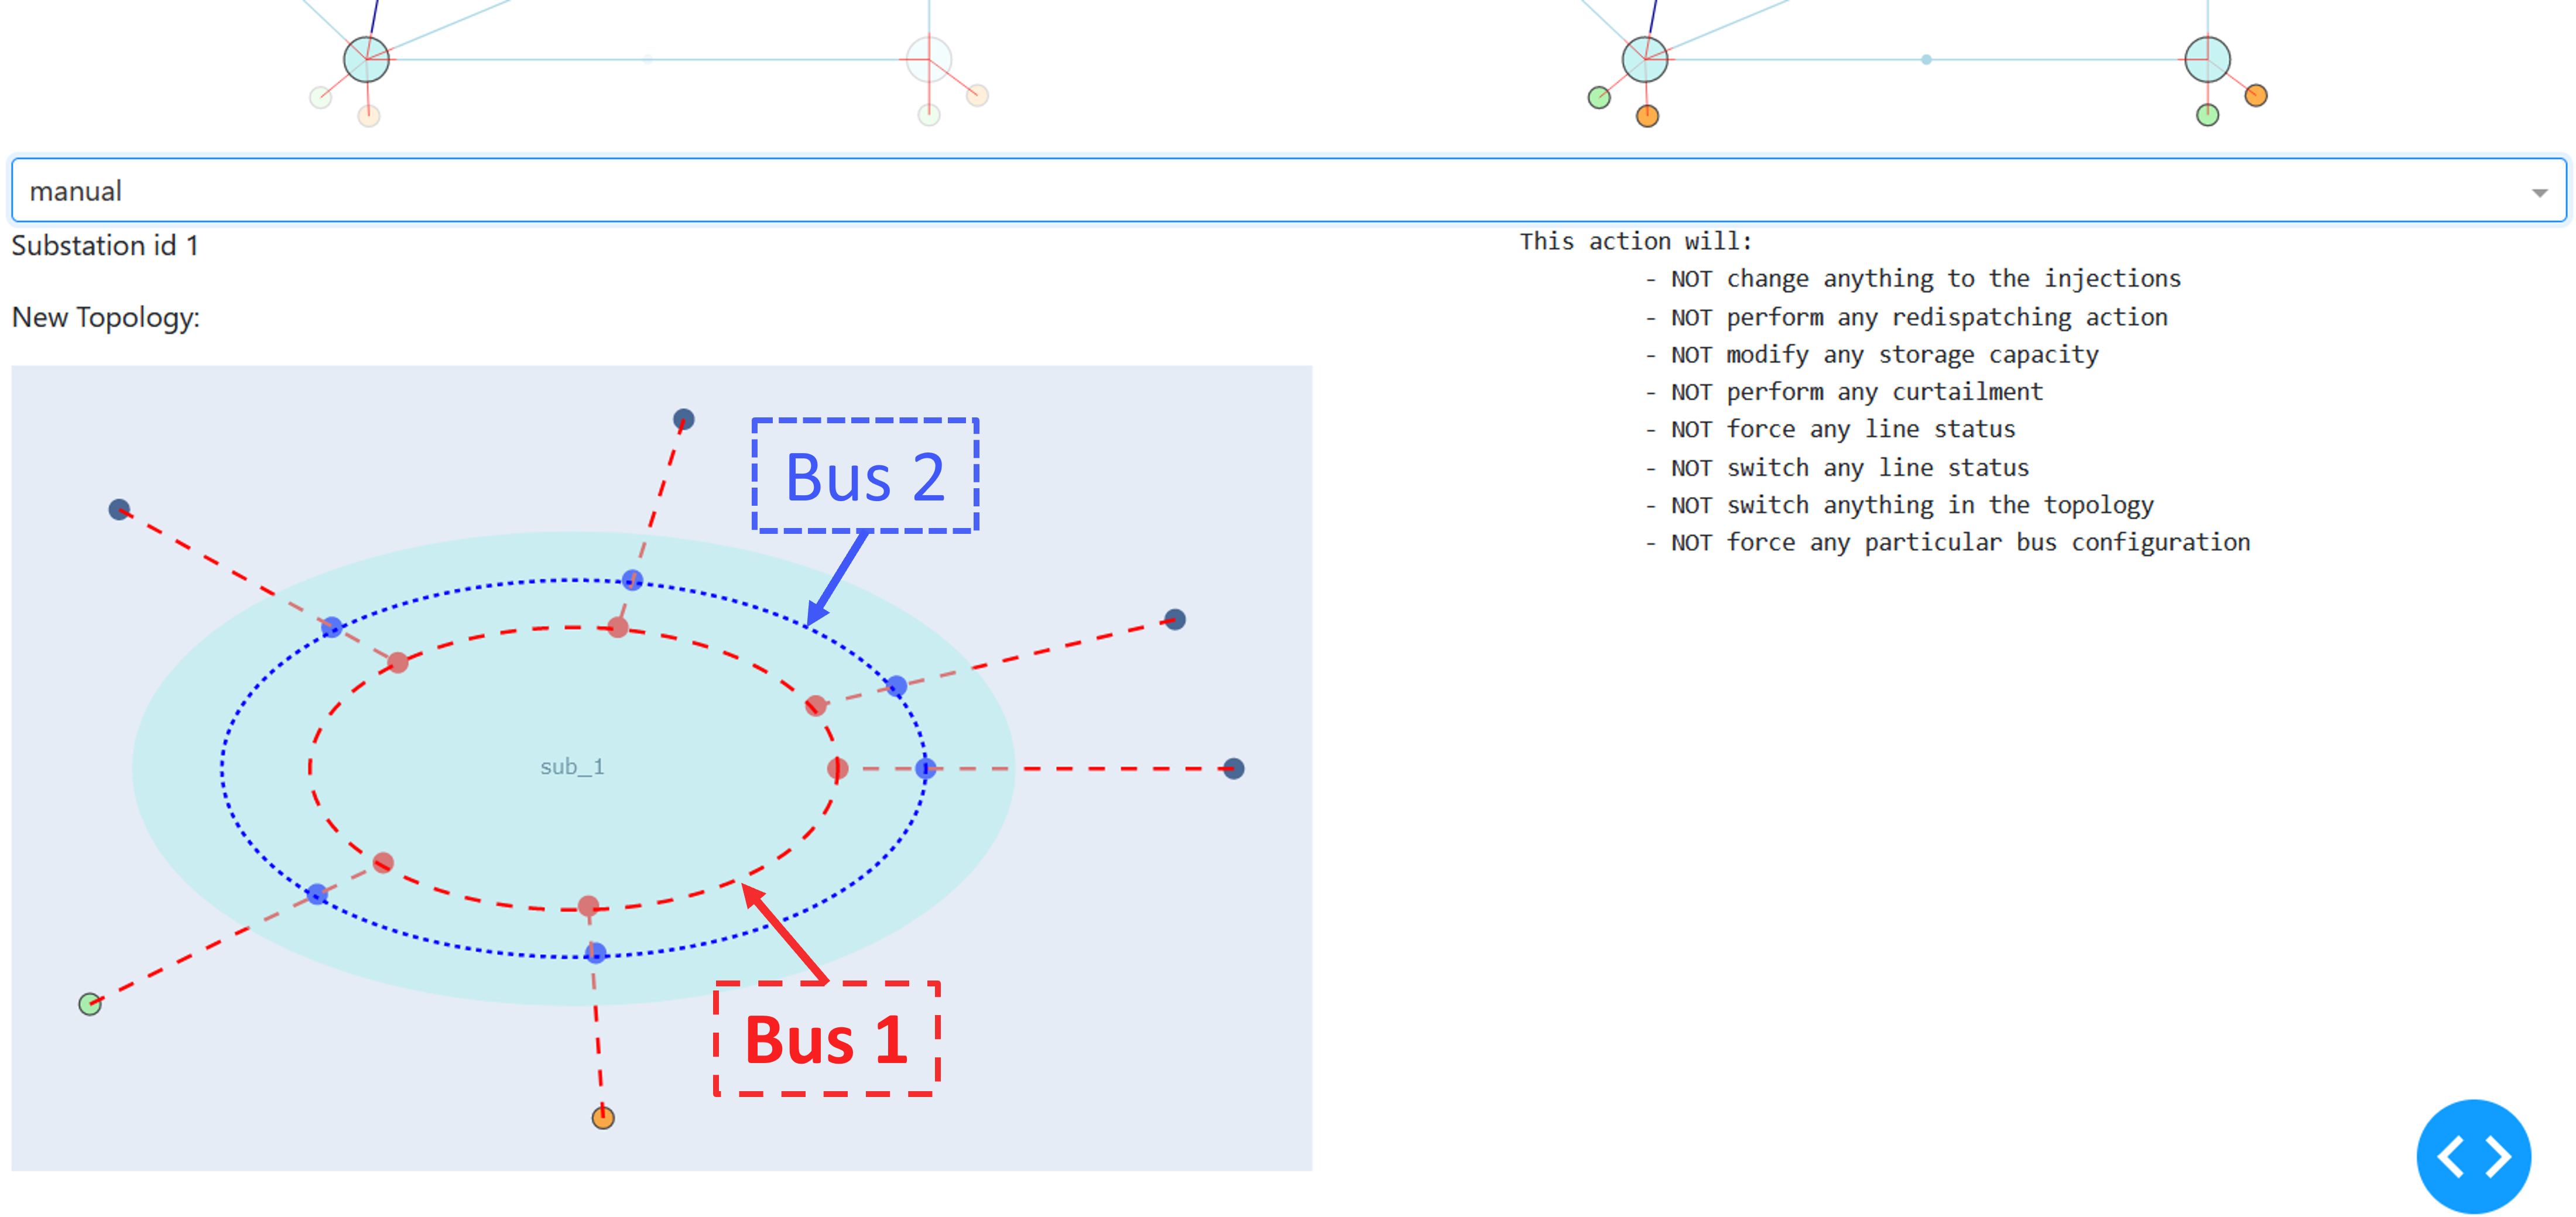 manual
Substation id 1
New Topology:
Bus 2
sub_1
Bus 1
This action will:
- NOT change anything to the injections
- NOT perform any redispatching action
- NOT modify any storage capacity
- NOT perform any curtailment
- NOT force any line status
- NOT switch any line status
- NOT switch anything in the topology
- NOT force any particular bus configuration